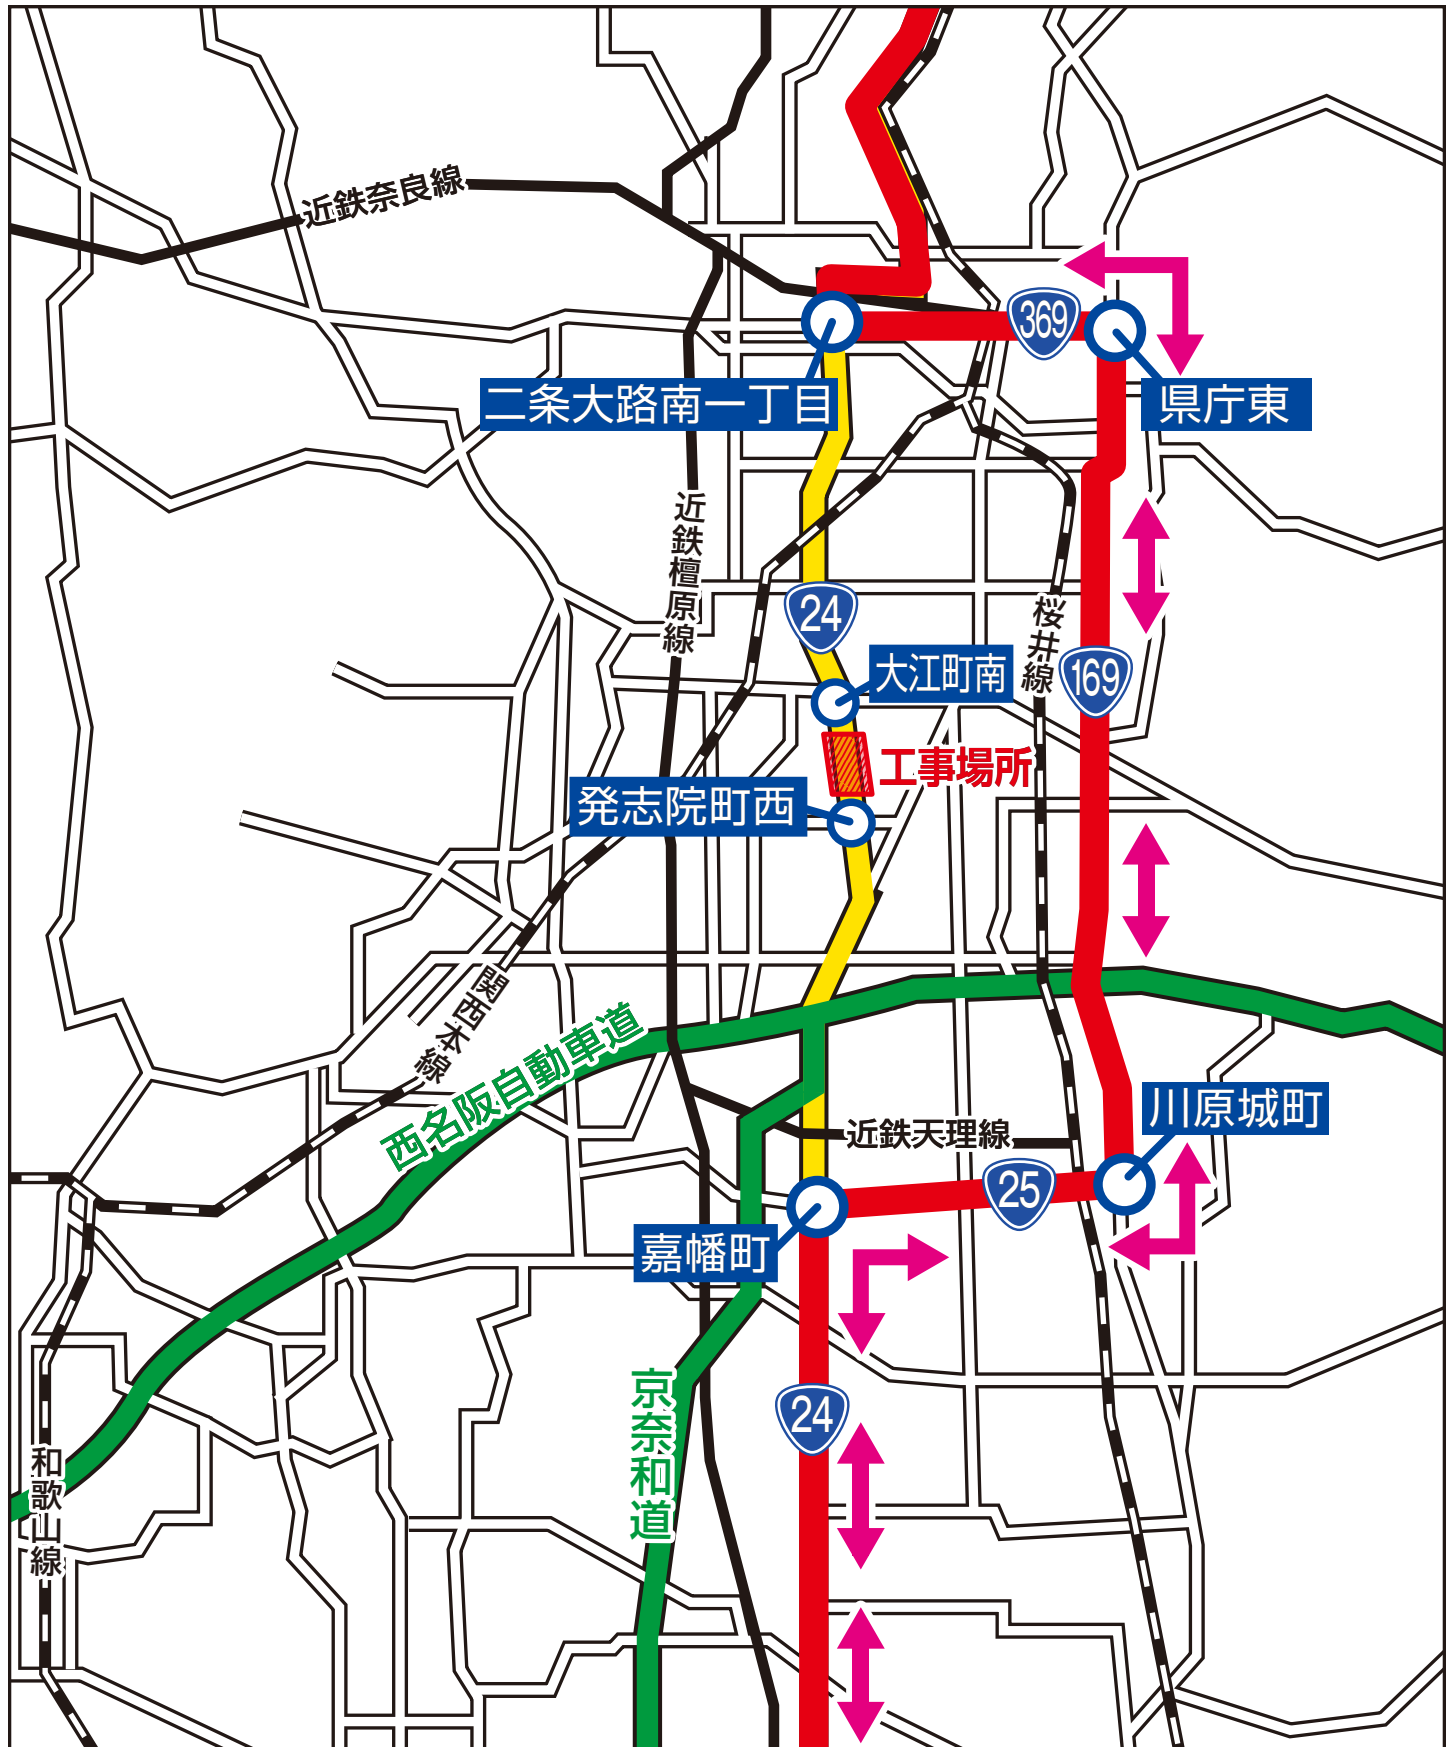 近鉄奈良線
369
二条大路南一丁目
県庁東
近鉄橿原線
24
桜井線
大江町南
169
工事場所
発志院町西
関西本線
西名阪自動車道
近鉄天理線
川原城町
25
嘉幡町
京奈和道
24
和歌山線